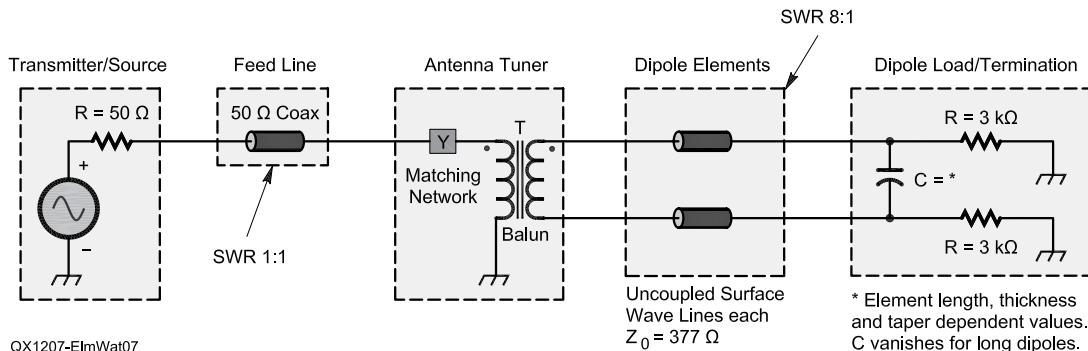 SWR 8:1
Transmitter/Source
Feed Line
Antenna Tuner
Dipole Elements
Dipole Load/Termination
R = 50 Ω
50 Ω Coax
T
R = 3 kΩ
+
Y
C = *
Matching
Network
–
Balun
R = 3 kΩ
SWR 1:1
Uncoupled Surface
Wave Lines each
Z0 = 377 Ω
* Element length, thickness
and taper dependent values.
C vanishes for long dipoles.
QX1207-ElmWat07